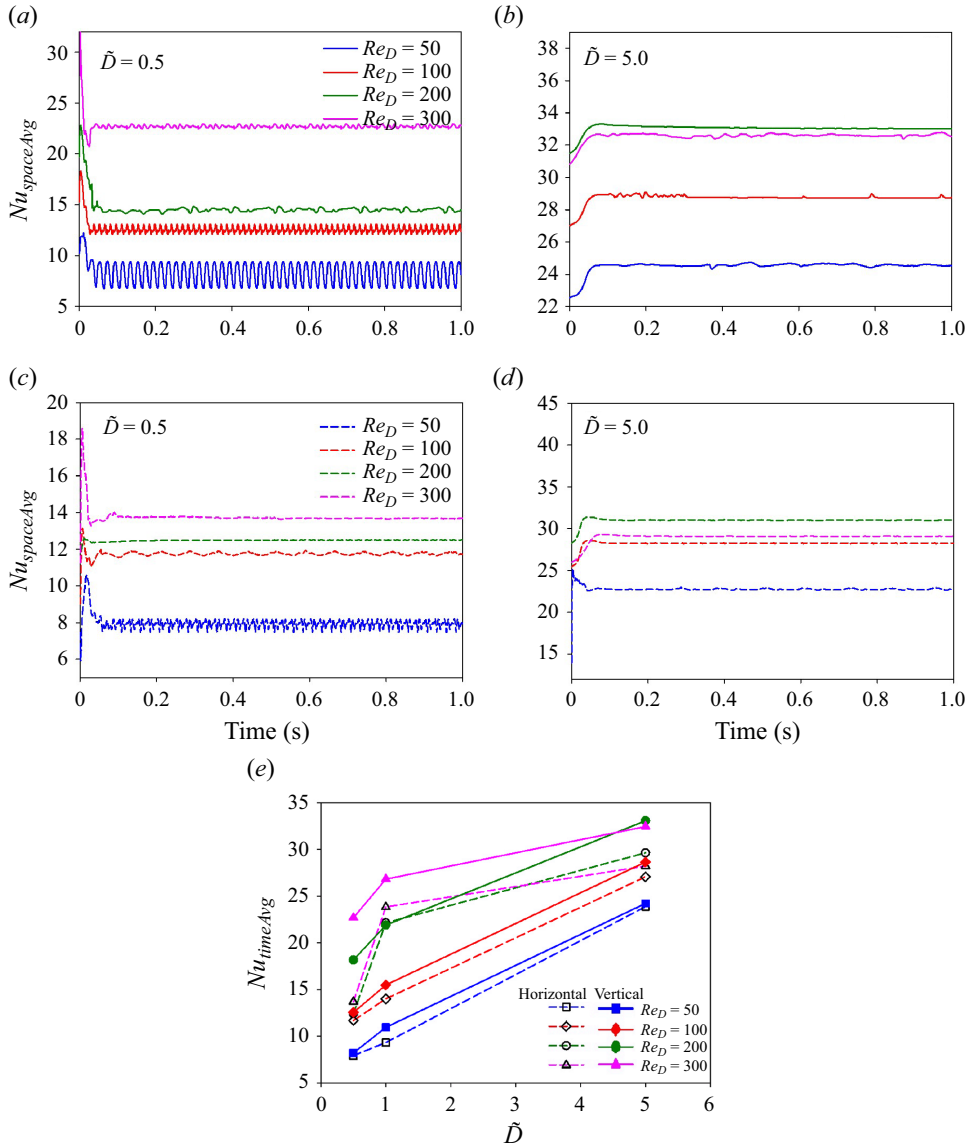 (a)
(b)
32
27
22
17
15
10
5
Nu_spaceAvg
D̃ = 0.5
Re_D = 50
Re_D = 100
Re_D = 200
Re_D = 300
0 0.2 0.4 0.6 0.8 1.0
38
36
34
32
30
28
26
24
22
D̃ = 5.0
0 0.2 0.4 0.6 0.8 1.0
(c)
(d)
20
18
16
14
12
10
8
6
Nu_spaceAvg
D̃ = 0.5
Re_D = 50
Re_D = 100
Re_D = 200
Re_D = 300
0 0.2 0.4 0.6 0.8 1.0
Time (s)
45
40
35
30
25
20
15
D̃ = 5.0
0 0.2 0.4 0.6 0.8 1.0
Time (s)
(e)
35
30
25
20
15
10
5
Nu_timeAvg
Horizontal Vertical
Re_D = 50
Re_D = 100
Re_D = 200
Re_D = 300
0 1 2 3 4 5 6
D̃